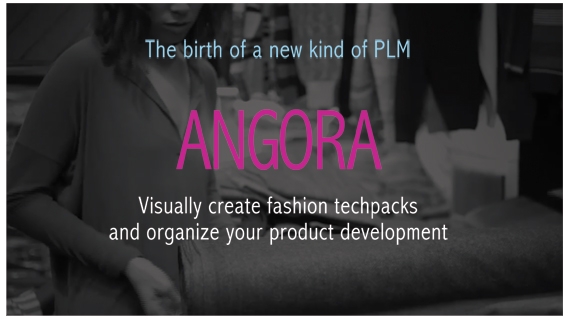 The birth of a new kind of PLM
ANGORA
Visually create fashion techpacks
and organize your product development